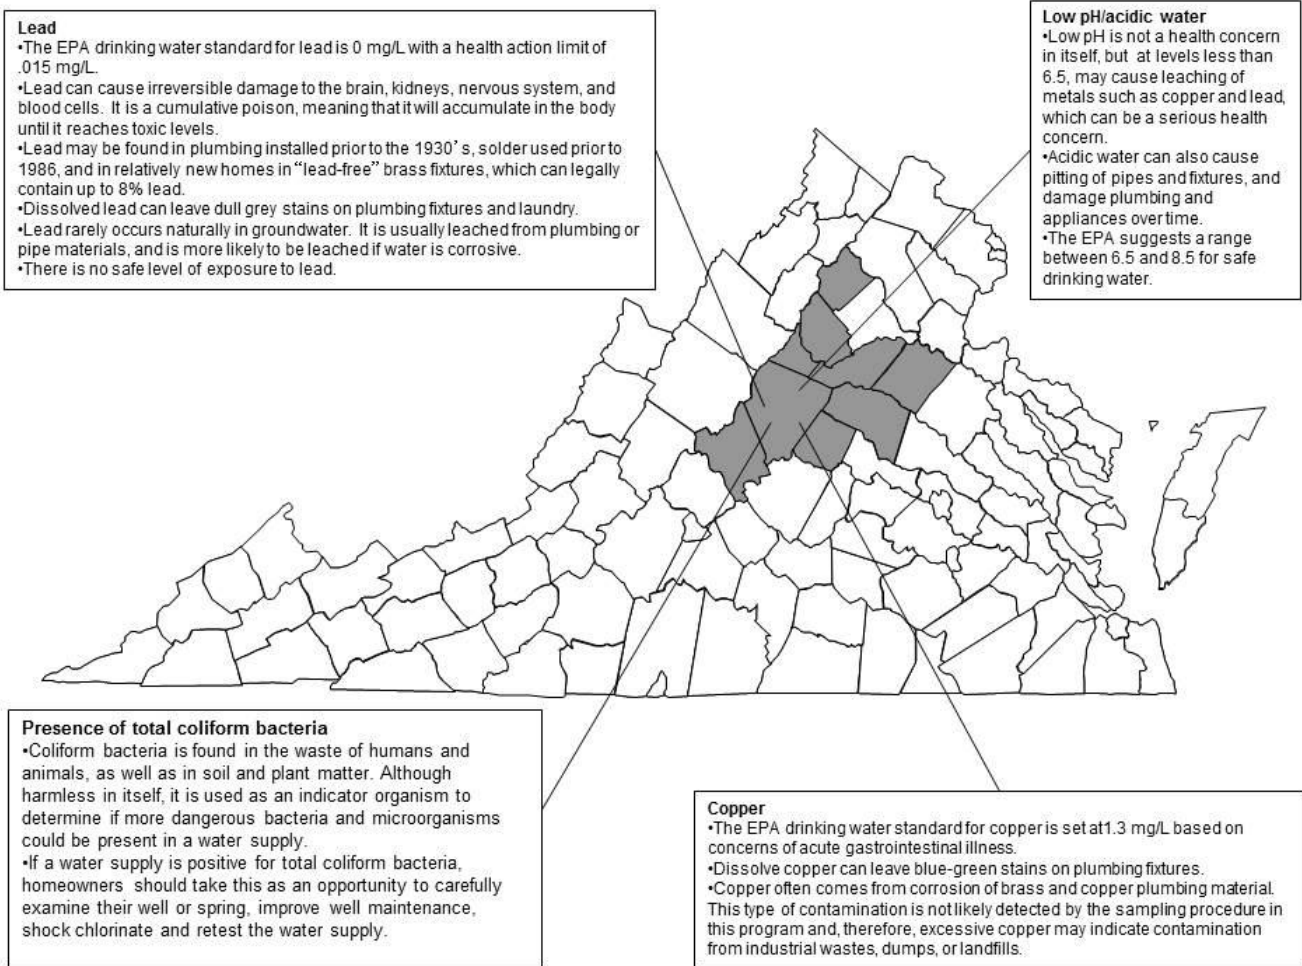 Lead
•The EPA drinking water standard for lead is 0 mg/L with a health action limit of
.015 mg/L.
•Lead can cause irreversible damage to the brain, kidneys, nervous system, and
blood cells. It is a cumulative poison, meaning that it will accumulate in the body
until it reaches toxic levels.
•Lead may be found in plumbing installed prior to the 1930's, solder used prior to
1986, and in relatively new homes in “lead-free” brass fixtures, which can legally
contain up to 8% lead.
•Dissolved lead can leave dull grey stains on plumbing fixtures and laundry.
•Lead rarely occurs naturally in groundwater. It is usually leached from plumbing or
pipe materials, and is more likely to be leached if water is corrosive.
•There is no safe level of exposure to lead.
Low pH/acidic water
•Low pH is not a health concern
in itself, but at levels less than
6.5, may cause leaching of
metals such as copper and lead,
which can be a serious health
concern.
•Acidic water can also cause
pitting of pipes and fixtures, and
damage plumbing and
appliances over time.
•The EPA suggests a range
between 6.5 and 8.5 for safe
drinking water.
Presence of total coliform bacteria
•Coliform bacteria is found in the waste of humans and
animals, as well as in soil and plant matter. Although
harmless in itself, it is used as an indicator organism to
determine if more dangerous bacteria and microorganisms
could be present in a water supply.
•If a water supply is positive for total coliform bacteria,
homeowners should take this as an opportunity to carefully
examine their well or spring, improve well maintenance,
shock chlorinate and retest the water supply.
Copper
•The EPA drinking water standard for copper is set at1.3 mg/L based on
concerns of acute gastrointestinal illness.
•Dissolve copper can leave blue-green stains on plumbing fixtures.
•Copper often comes from corrosion of brass and copper plumbing material.
This type of contamination is not likely detected by the sampling procedure in
this program and, therefore, excessive copper may indicate contamination
from industrial wastes, dumps, or landfills.